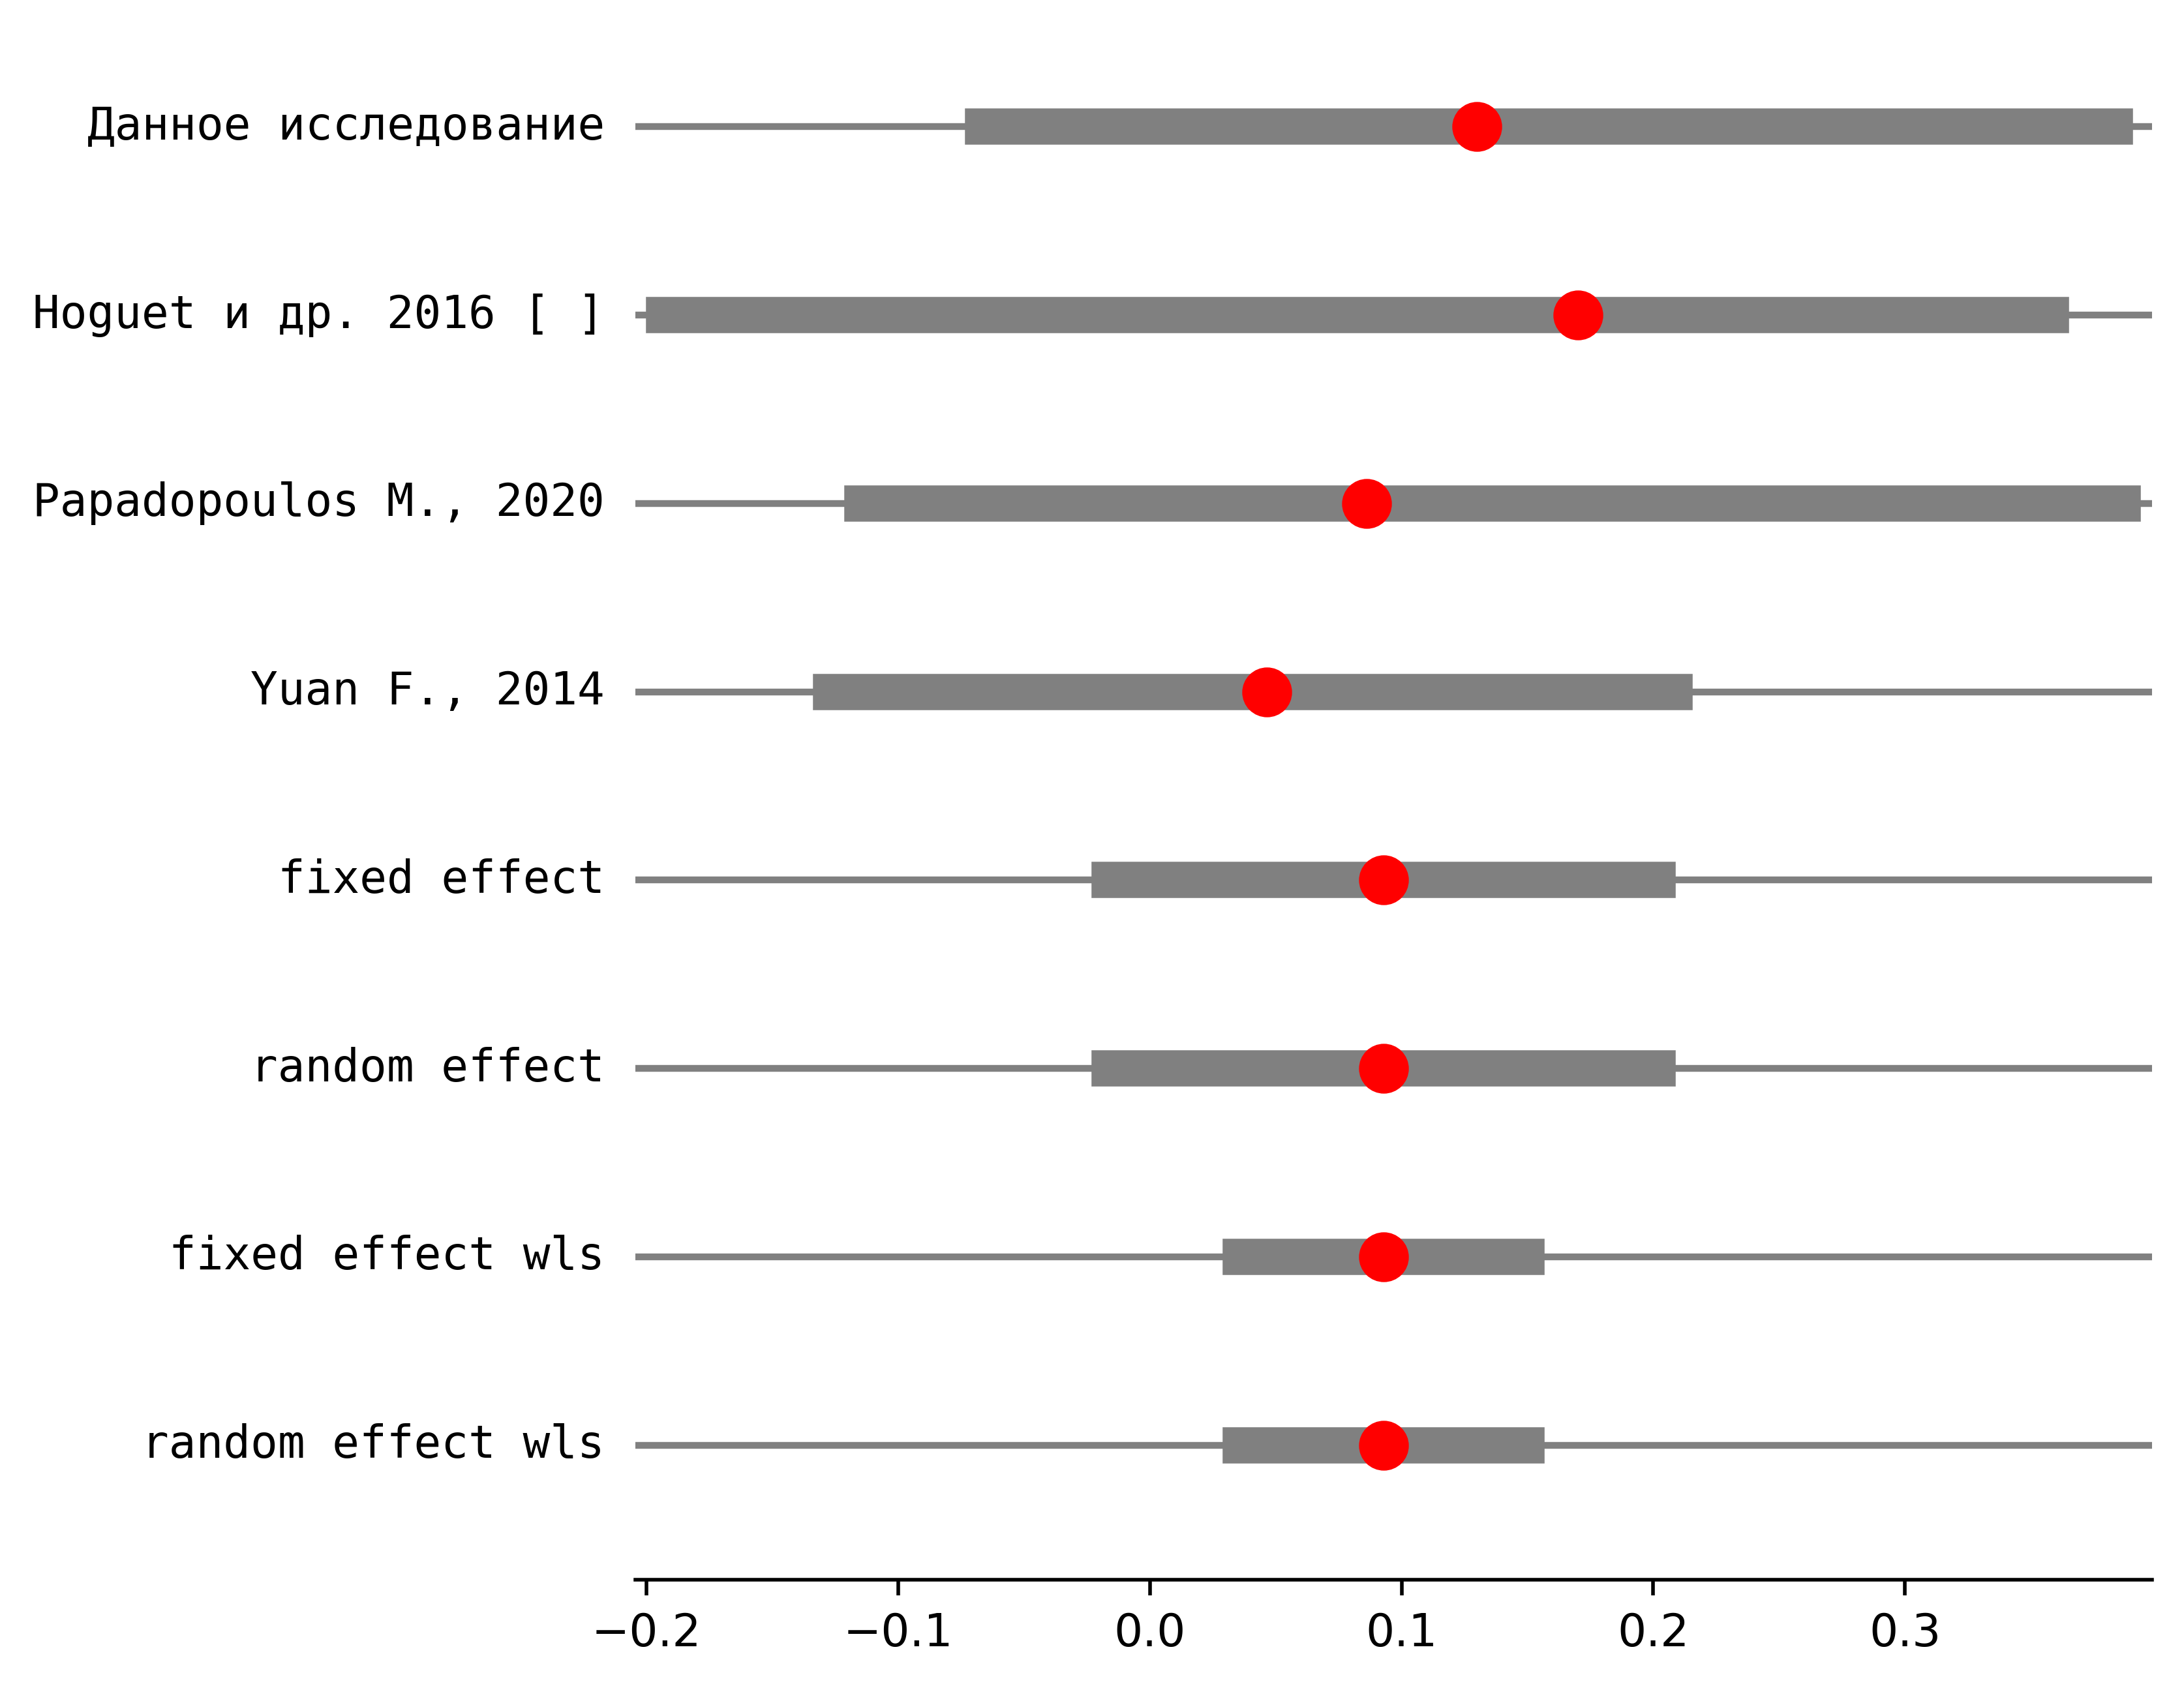 Данное исследование
Hoguet и др. 2016 [ ]
Papadopoulos M., 2020
Yuan F., 2014
fixed effect
random effect
fixed effect wls
random effect wls
−0.2 −0.1 0.0 0.1 0.2 0.3